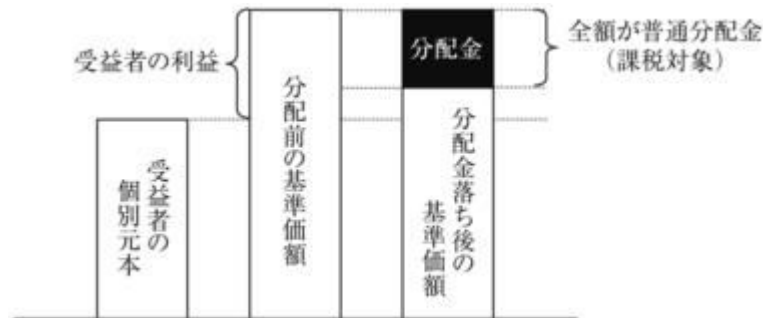 受益者の利益
分配金
全額が普通分配金
（課税対象）
受益者の
個別元本
分配前の基準価額
分配金落ち後の
基準価額